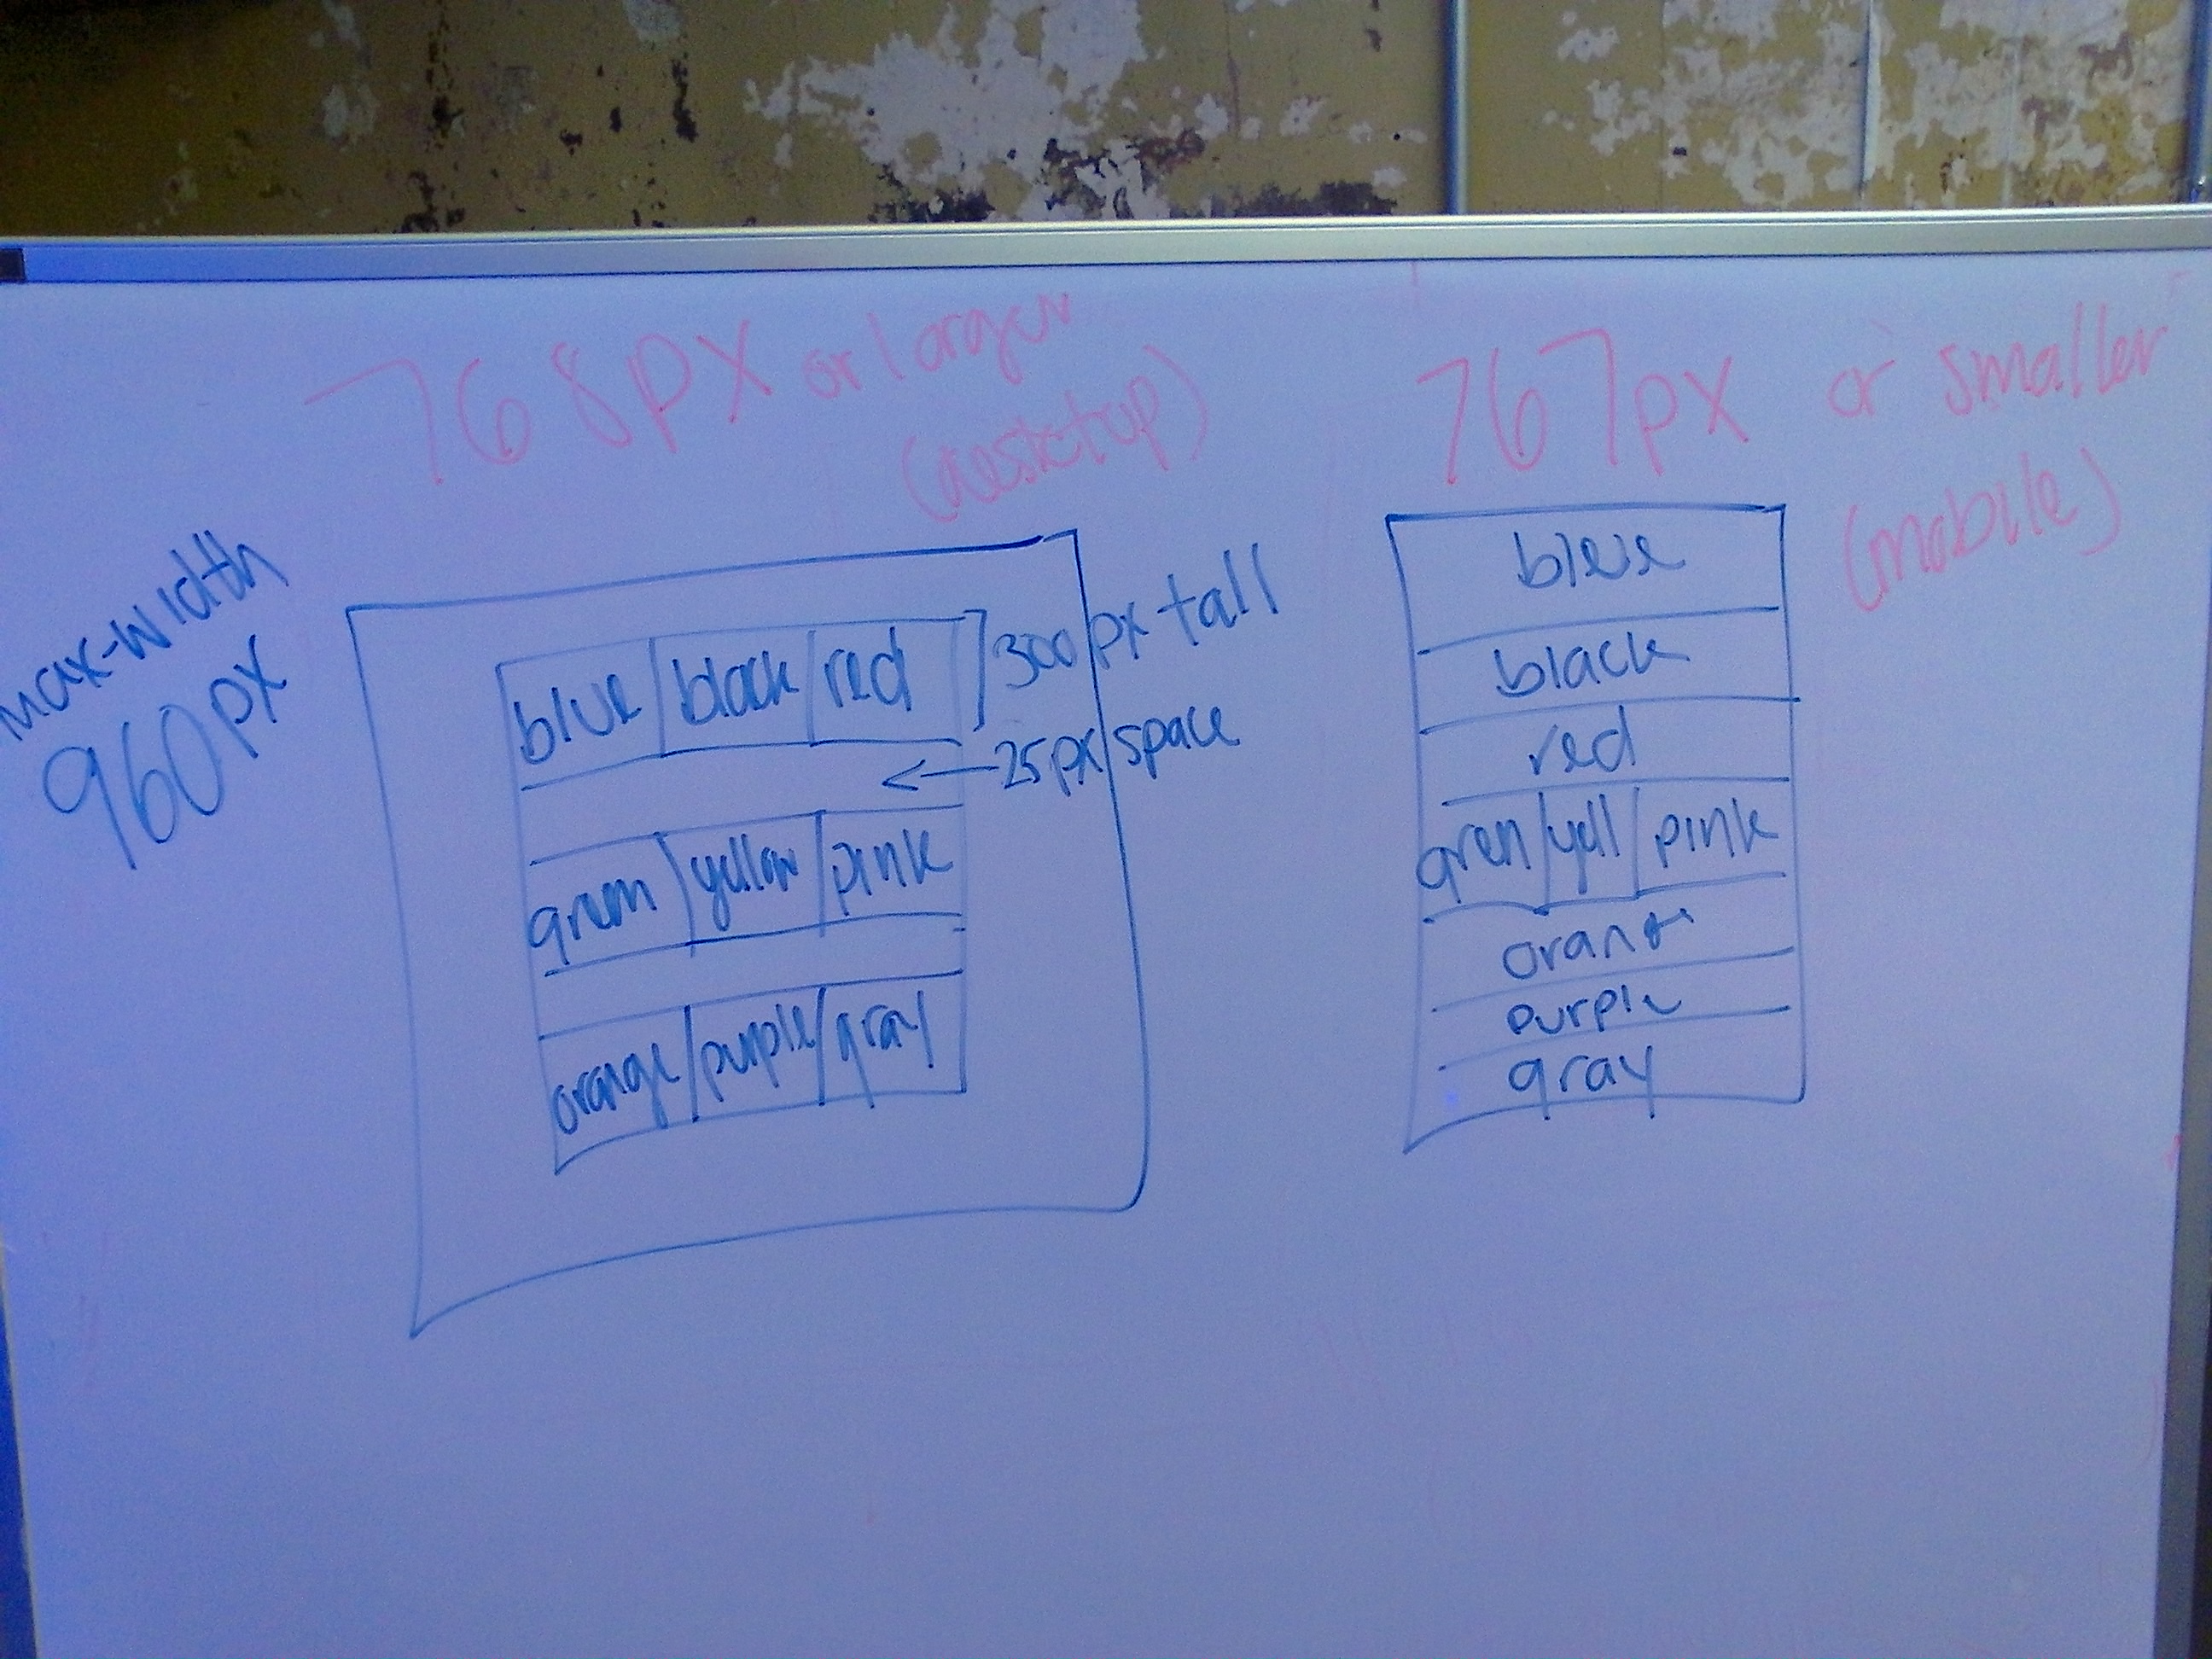 768px or larger
(desktop)
max-width
960px
blue black red
300px tall
25px space
green yellow pink
orange purple gray
767px or smaller
(mobile)
blue
black
red
gren yell pink
purple
gray